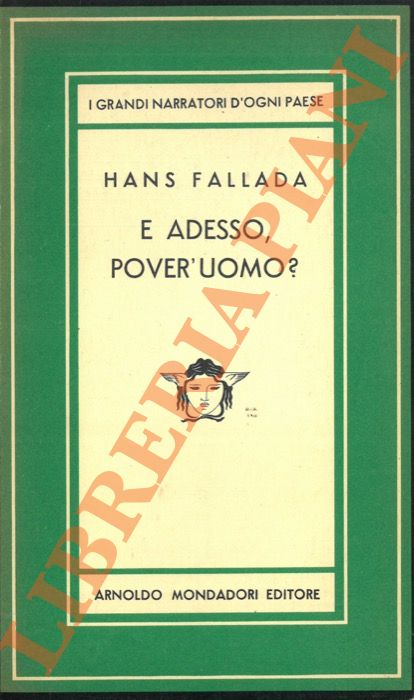 I GRANDI NARRATORI D'OGNI PAESE
HANS FALLADA
E ADESSO,
POVER'UOMO?
ARNOLDO MONDADORI EDITORE
LIBRERIA PIANI